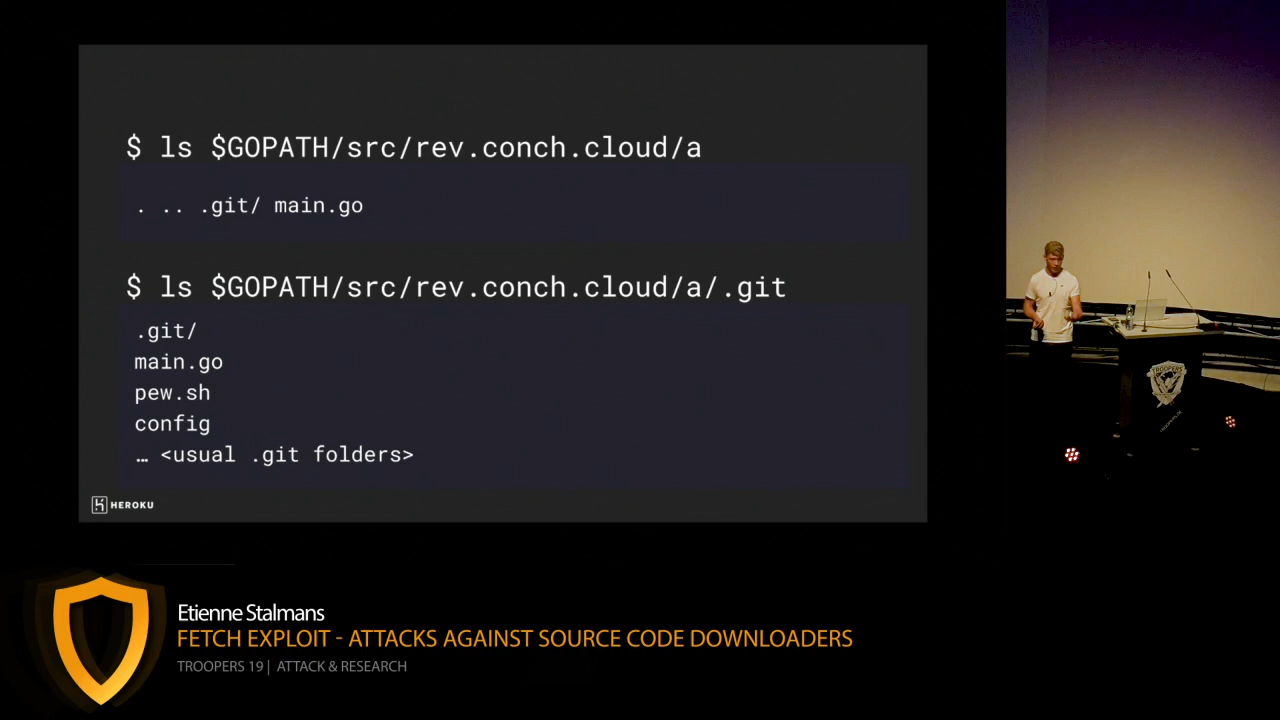 $ ls $GOPATH/src/rev.conch.cloud/a
. .. .git/ main.go
$ ls $GOPATH/src/rev.conch.cloud/a/.git
.git/
main.go
pew.sh
config
… <usual .git folders>
HEROKU
TROOPERS
Etienne Stalmans
FETCH EXPLOIT - ATTACKS AGAINST SOURCE CODE DOWNLOADERS
TROOPERS 19 | ATTACK & RESEARCH